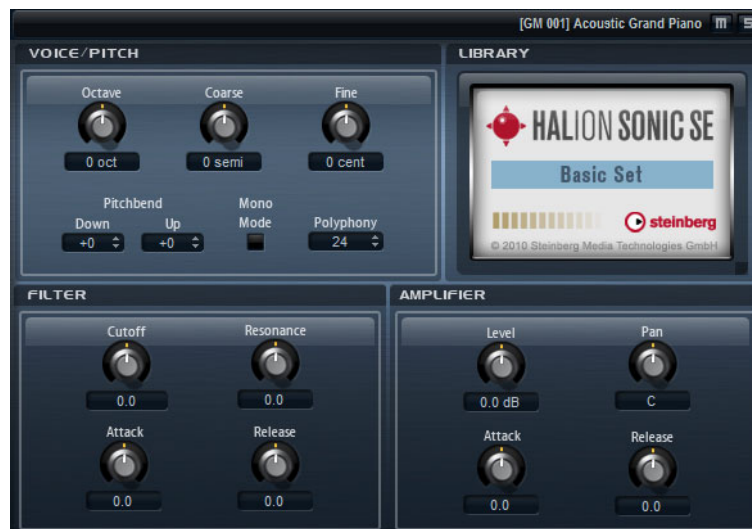 [GM 001] Acoustic Grand Piano M S
VOICE/PITCH
Octave Coarse Fine
0 oct 0 semi 0 cent
Pitchbend Mono
Down Up Mode Polyphony
+0 +0 24
LIBRARY
HALION SONIC SE
Basic Set
steinberg
© 2010 Steinberg Media Technologies GmbH
FILTER
Cutoff Resonance
0.0 0.0
Attack Release
0.0 0.0
AMPLIFIER
Level Pan
0.0 dB C
Attack Release
0.0 0.0